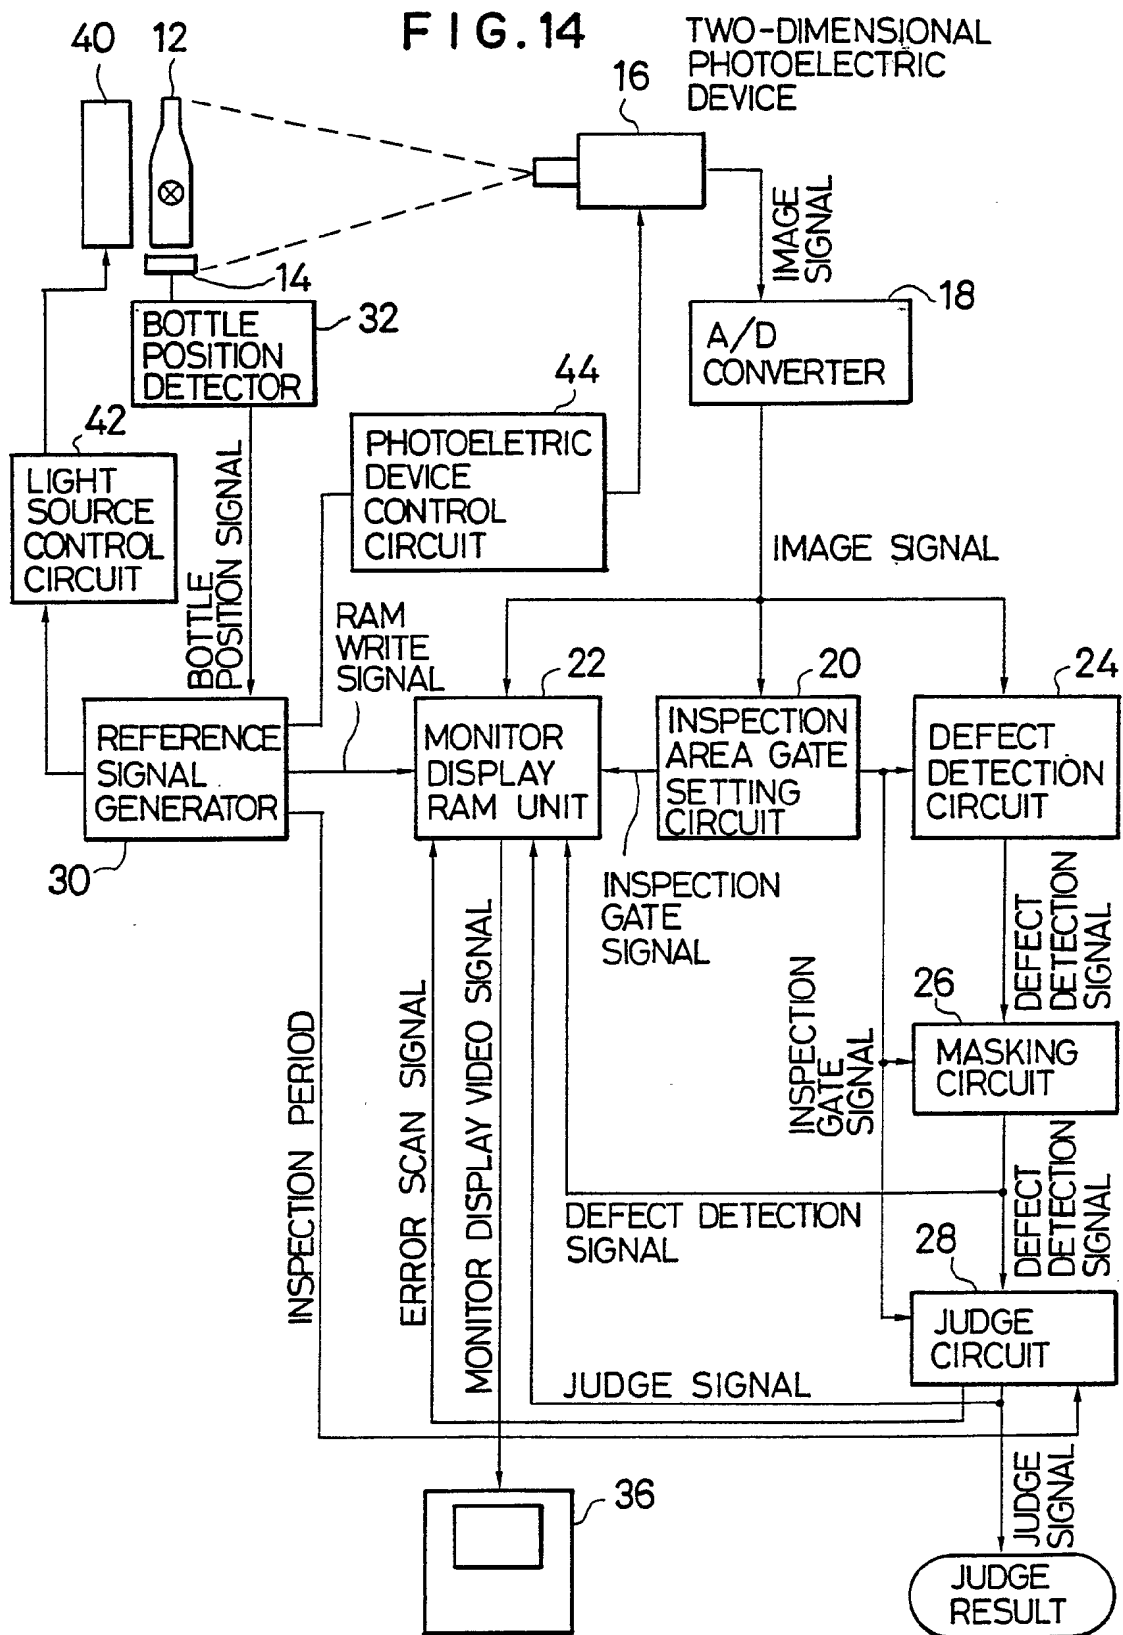 FIG.14
TWO-DIMENSIONAL
PHOTOELECTRIC
DEVICE
40
12
16
IMAGE
SIGNAL
14
BOTTLE
POSITION
DETECTOR
32
A/D
CONVERTER
18
42
LIGHT
SOURCE
CONTROL
CIRCUIT
BOTTLE
POSITION SIGNAL
44
PHOTOELETRIC
DEVICE
CONTROL
CIRCUIT
IMAGE SIGNAL
RAM
WRITE
SIGNAL
REFERENCE
SIGNAL
GENERATOR
30
22
MONITOR
DISPLAY
RAM UNIT
20
INSPECTION
AREA GATE
SETTING
CIRCUIT
24
DEFECT
DETECTION
CIRCUIT
INSPECTION
GATE
SIGNAL
DEFECT
DETECTION
SIGNAL
INSPECTION
GATE
SIGNAL
26
MASKING
CIRCUIT
INSPECTION PERIOD
ERROR SCAN SIGNAL
MONITOR DISPLAY VIDEO SIGNAL
DEFECT DETECTION
SIGNAL
DEFECT
DETECTION
SIGNAL
28
JUDGE
CIRCUIT
JUDGE SIGNAL
36
JUDGE
SIGNAL
JUDGE
RESULT